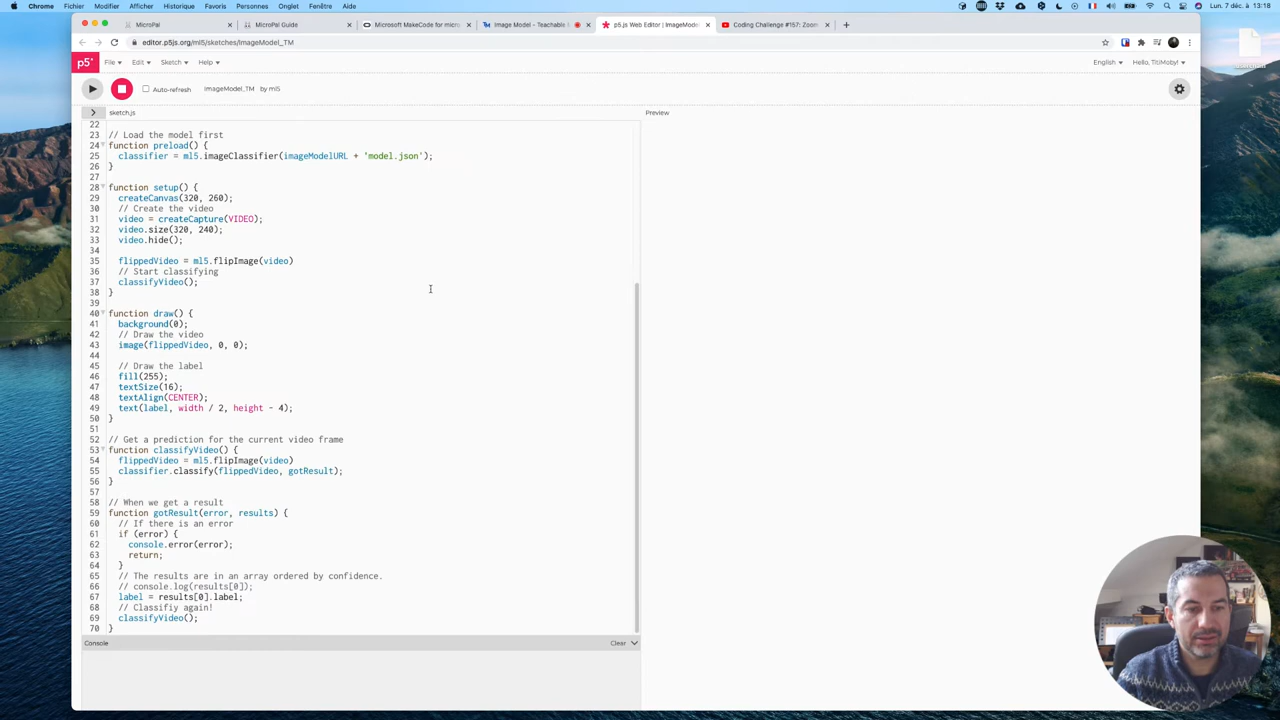 Chrome Fichier Modifier Afficher Historique Favoris Personnes Onglet Fenêtre Aide Lun. 7 déc. à 13:18
MicroPal MicroPal Guide Microsoft MakeCode for micro Image Model - Teachable M p5.js Web Editor | ImageMode Coding Challenge #157: Zoom
editor.p5js.org/ml5/sketches/ImageModel_TM
p5* File Edit Sketch Help English Hello, TitiMoby!
Auto-refresh ImageModel_TM by ml5
sketch.js Preview
22
23 // Load the model first
24 function preload() {
25 classifier = ml5.imageClassifier(imageModelURL + 'model.json');
26 }
27
28 function setup() {
29 createCanvas(320, 260);
30 // Create the video
31 video = createCapture(VIDEO);
32 video.size(320, 240);
33 video.hide();
34
35 flippedVideo = ml5.flipImage(video)
36 // Start classifying
37 classifyVideo();
38 }
39
40 function draw() {
41 background(0);
42 // Draw the video
43 image(flippedVideo, 0, 0);
44
45 // Draw the label
46 fill(255);
47 textSize(16);
48 textAlign(CENTER);
49 text(label, width / 2, height - 4);
50 }
51
52 // Get a prediction for the current video frame
53 function classifyVideo() {
54 flippedVideo = ml5.flipImage(video)
55 classifier.classify(flippedVideo, gotResult);
56 }
57
58 // When we get a result
59 function gotResult(error, results) {
60 // If there is an error
61 if (error) {
62 console.error(error);
63 return;
64 }
65 // The results are in an array ordered by confidence.
66 // console.log(results[0]);
67 label = results[0].label;
68 // Classifiy again!
69 classifyVideo();
70 }
Console Clear